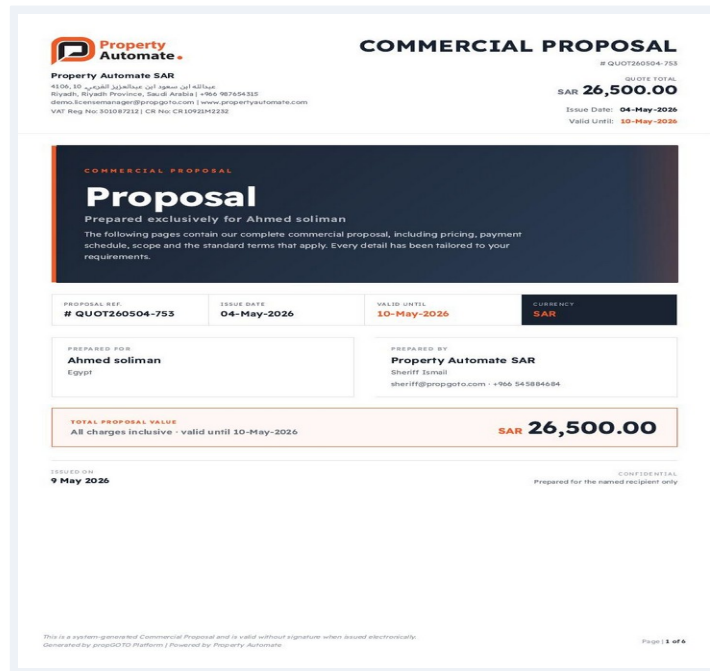 Property
Automate.
COMMERCIAL PROPOSAL
# QUOT260504-753
Property Automate SAR
4106, 10 عبدالله ابن سعود ابن عبدالعزيز القرعي
Riyadh, Riyadh Province, Saudi Arabia | +966 987654315
demo.licensemanager@propgoto.com | www.propertyautomate.com
VAT Reg No: 301087212 | CR No: CR10921M2232
QUOTE TOTAL
SAR 26,500.00
Issue Date: 04-May-2026
Valid Until: 10-May-2026
COMMERCIAL PROPOSAL
Proposal
Prepared exclusively for Ahmed soliman
The following pages contain our complete commercial proposal, including pricing, payment
schedule, scope and the standard terms that apply. Every detail has been tailored to your
requirements.
PROPOSAL REF.
# QUOT260504-753
ISSUE DATE
04-May-2026
VALID UNTIL
10-May-2026
CURRENCY
SAR
PREPARED FOR
Ahmed soliman
Egypt
PREPARED BY
Property Automate SAR
Sheriff Ismail
sheriff@propgoto.com · +966 545884684
TOTAL PROPOSAL VALUE
All charges inclusive · valid until 10-May-2026
SAR 26,500.00
ISSUED ON
9 May 2026
CONFIDENTIAL
Prepared for the named recipient only
This is a system-generated Commercial Proposal and is valid without signature when issued electronically.
Generated by propGOTO Platform | Powered by Property Automate
Page | 1 of 6